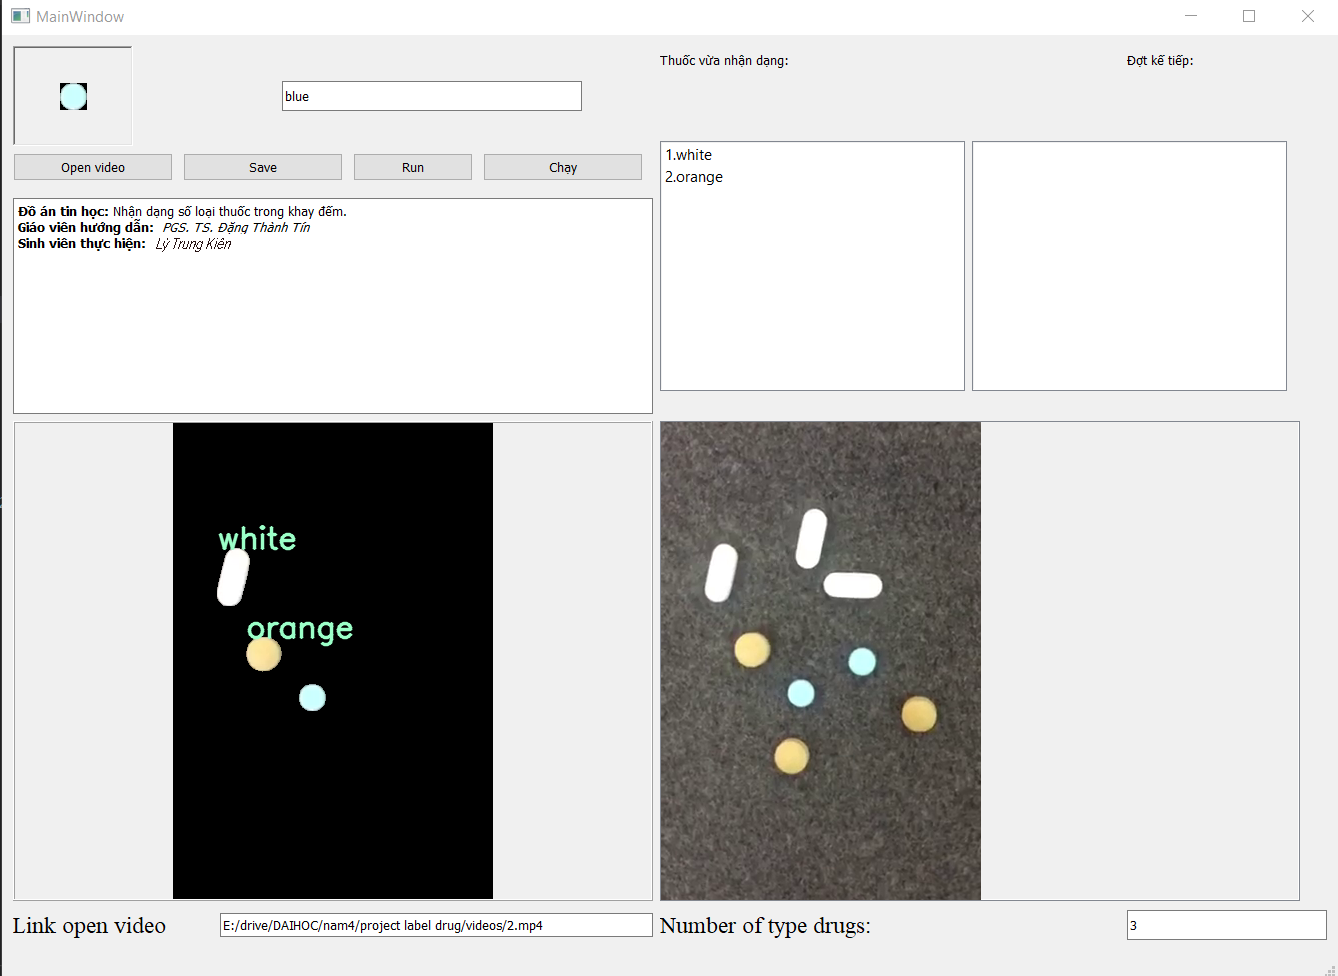 MainWindow
blue
Open video
Save
Run
Chạy
Đồ án tin học: Nhận dạng số loại thuốc trong khay đếm.
Giáo viên hướng dẫn: PGS. TS. Đặng Thành Tín
Sinh viên thực hiện: Lý Trung Kiên
Thuốc vừa nhận dạng:
Đợt kế tiếp:
1.white
2.orange
white
orange
Link open video
E:/drive/DAIHOC/nam4/project label drug/videos/2.mp4
Number of type drugs:
3